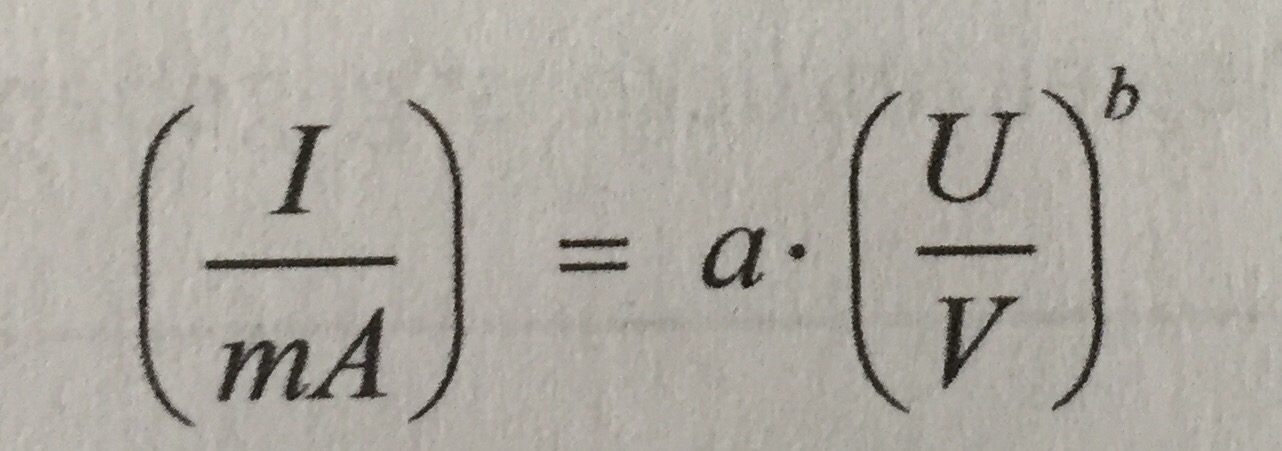 (I/mA) = a·(U/V)^b